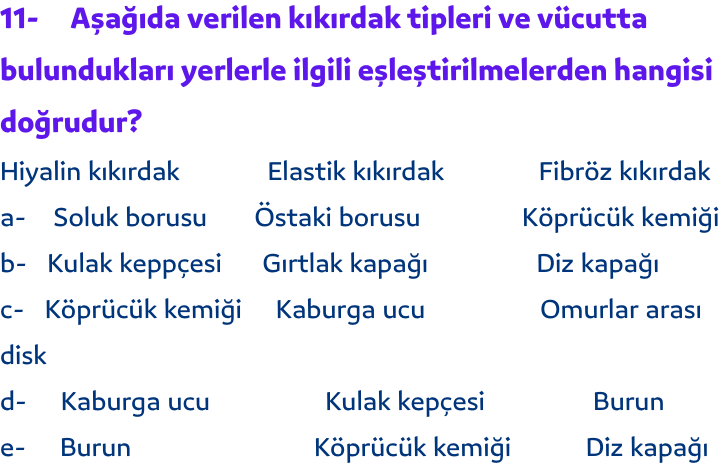 11- Aşağıda verilen kıkırdak tipleri ve vücutta
bulundukları yerlerle ilgili eşleştirilmelerden hangisi
doğrudur?
Hiyalin kıkırdak Elastik kıkırdak Fibröz kıkırdak
a- Soluk borusu Östaki borusu Köprücük kemiği
b- Kulak keppçesi Gırtlak kapağı Diz kapağı
c- Köprücük kemiği Kaburga ucu Omurlar arası
disk
d- Kaburga ucu Kulak kepçesi Burun
e- Burun Köprücük kemiği Diz kapağı